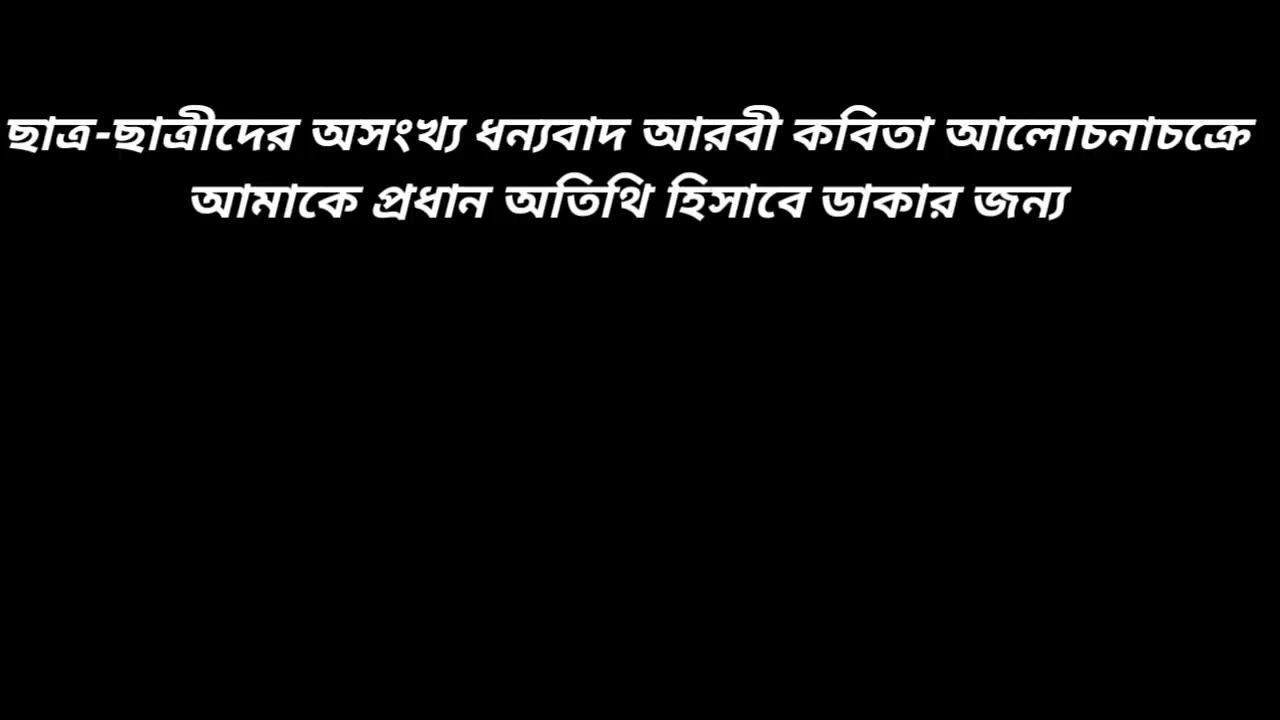 ছাত্র-ছাত্রীদের অসংখ্য ধন্যবাদ আরবী কবিতা আলোচনাচক্রে
আমাকে প্রধান অতিথি হিসাবে ডাকার জন্য